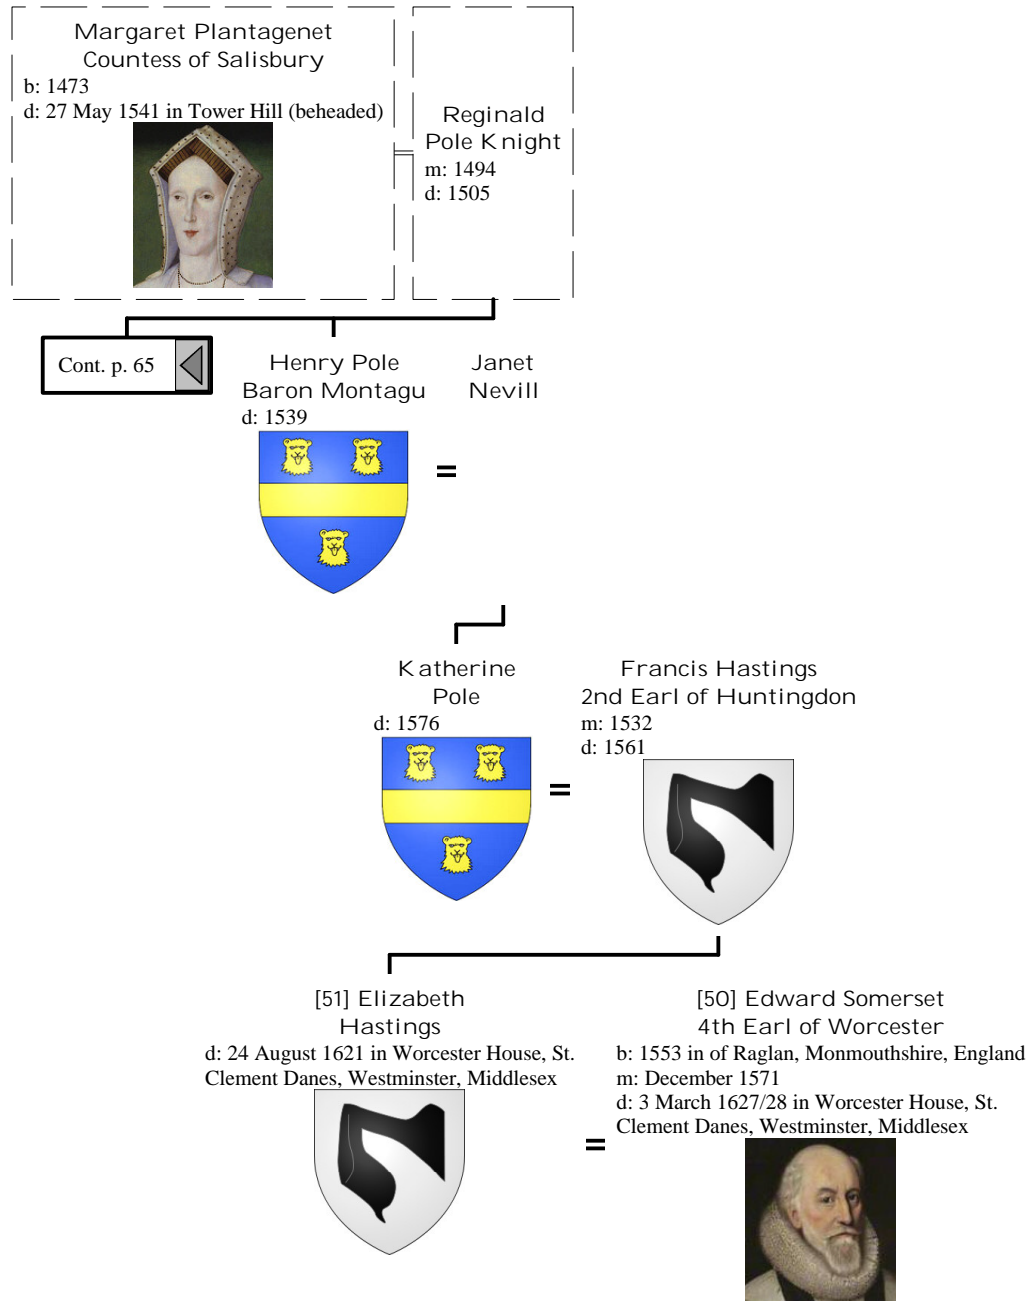 Margaret Plantagenet
Countess of Salisbury
b: 1473
d: 27 May 1541 in Tower Hill (beheaded)
Reginald
Pole Knight
m: 1494
d: 1505
Cont. p. 65
Henry Pole
Baron Montagu
d: 1539
Janet
Nevill
=
Katherine
Pole
d: 1576
Francis Hastings
2nd Earl of Huntingdon
m: 1532
d: 1561
=
[51] Elizabeth
Hastings
d: 24 August 1621 in Worcester House, St.
Clement Danes, Westminster, Middlesex
[50] Edward Somerset
4th Earl of Worcester
b: 1553 in of Raglan, Monmouthshire, England
m: December 1571
d: 3 March 1627/28 in Worcester House, St.
Clement Danes, Westminster, Middlesex
=